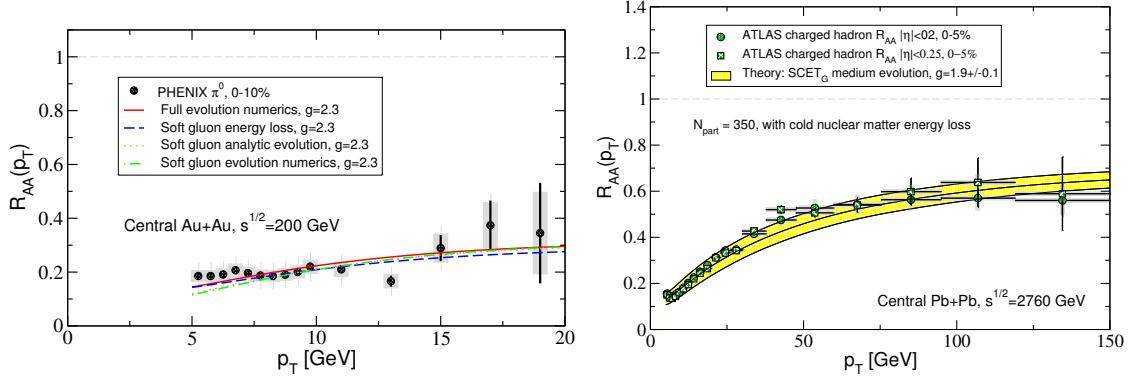 1
0.8
0.6
0.4
0.2
0
R_AA(p_T)
PHENIX π⁰, 0-10%
Full evolution numerics, g=2.3
Soft gluon energy loss, g=2.3
Soft gluon analytic evolution, g=2.3
Soft gluon evolution numerics, g=2.3
Central Au+Au, s^1/2=200 GeV
0 5 10 15 20
p_T [GeV]
1.4
1.2
1
0.8
0.6
0.4
0.2
0
R_AA(p_T)
ATLAS charged hadron R_AA |η|<02, 0-5%
ATLAS charged hadron R_AA |η|<0.25, 0−5%
Theory: SCET_G medium evolution, g=1.9+/-0.1
N_part = 350, with cold nuclear matter energy loss
Central Pb+Pb, s^1/2=2760 GeV
0 50 100 150
p_T [GeV]